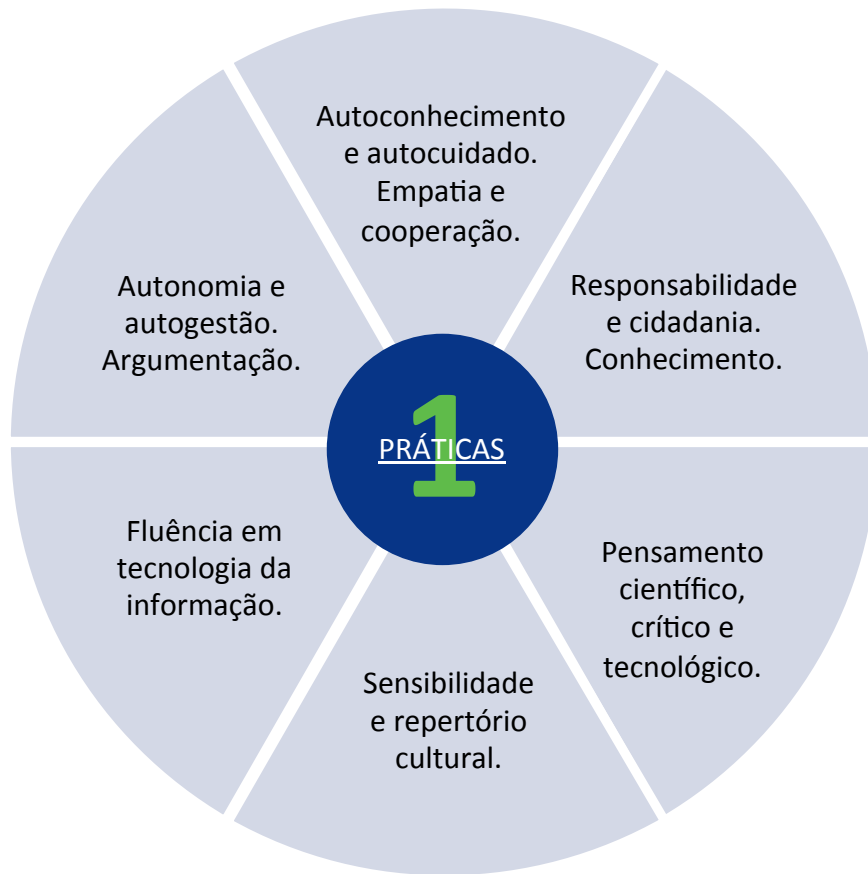 Autoconhecimento
e autocuidado.
Empatia e
cooperação.
Responsabilidade
e cidadania.
Conhecimento.
Pensamento
científico,
crítico e
tecnológico.
Sensibilidade
e repertório
cultural.
Fluência em
tecnologia da
informação.
Autonomia e
autogestão.
Argumentação.
1
PRÁTICAS